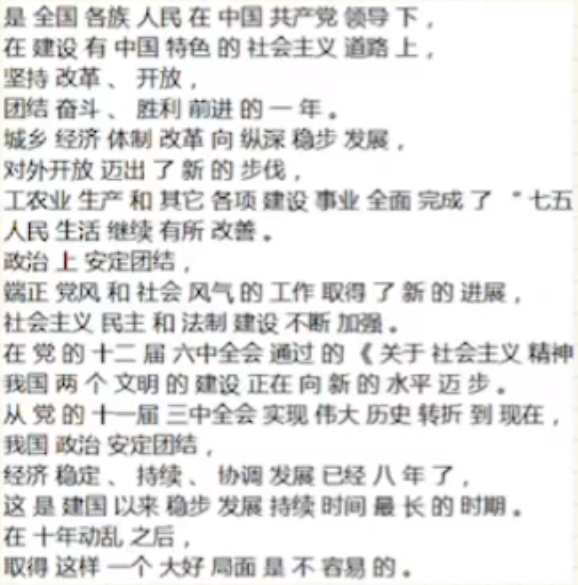 是 全国 各族 人民 在 中国 共产党 领导 下 ，
在 建设 有 中国 特色 的 社会主义 道路 上 ，
坚持 改革 、 开放 ，
团结 奋斗 、 胜利 前进 的 一 年 。
城乡 经济 体制 改革 向 纵深 稳步 发展 ，
对外开放 迈出 了 新 的 步伐 ，
工农业 生产 和 其它 各项 建设 事业 全面 完成 了 “ 七五
人民 生活 继续 有所 改善 。
政治 上 安定团结 ，
端正 党风 和 社会 风气 的 工作 取得 了 新 的 进展 ，
社会主义 民主 和 法制 建设 不断 加强 。
在 党 的 十二 届 六中全会 通过 的 《 关于 社会主义 精神
我国 两 个 文明 的 建设 正在 向 新 的 水平 迈 步 。
从 党 的 十一届 三中全会 实现 伟大 历史 转折 到 现在 ，
我国 政治 安定团结 ，
经济 稳定 、 持续 、 协调 发展 已经 八 年 了 ，
这 是 建国 以来 稳步 发展 持续 时间 最 长 的 时期 。
在 十年动乱 之后 ，
取得 这样 一个 大好 局面 是 不 容易 的 。